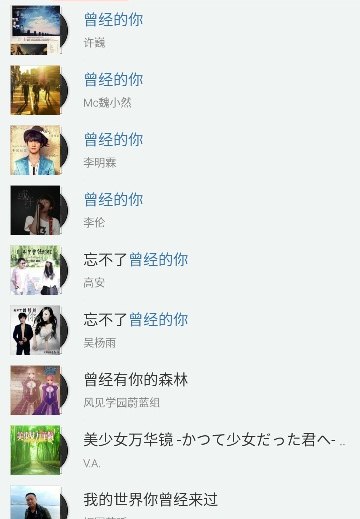 曾经的你
许巍
曾经的你
Mc魏小然
曾经的你
李明霖
曾经的你
李伦
忘不了曾经的你
高安
忘不了曾经的你
吴杨雨
曾经有你的森林
风见学园蔚蓝组
美少女万华镜 -かつて少女だった君へ- ..
V.A.
我的世界你曾经来过